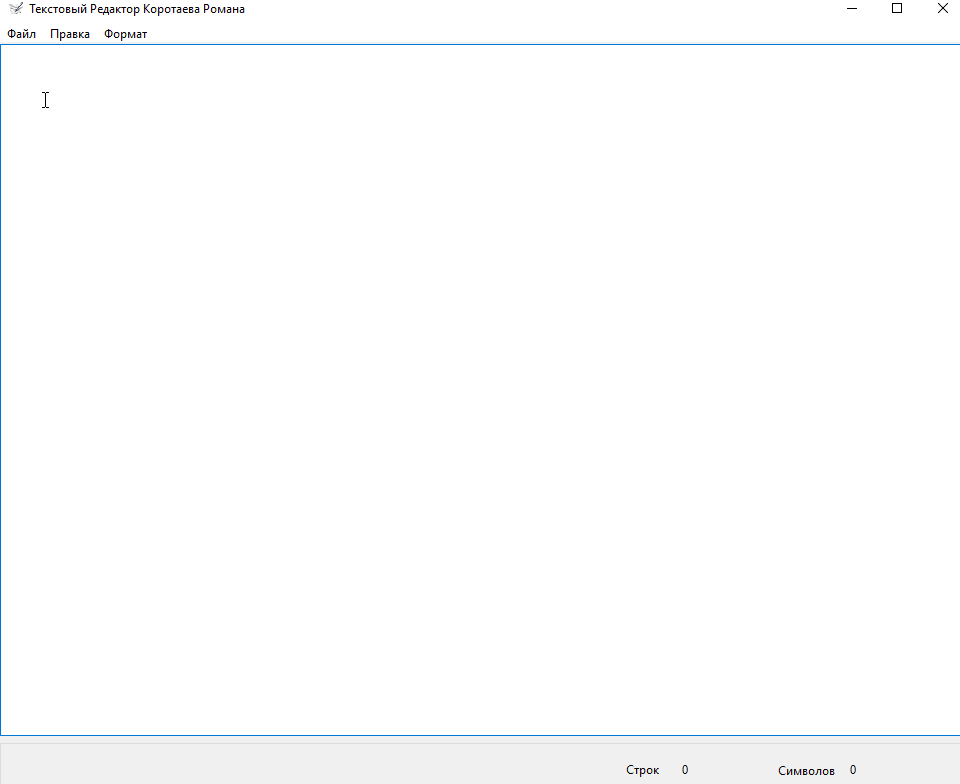 Текстовый Редактор Коротаева Романа
Файл Правка Формат
Строк 0 Символов 0